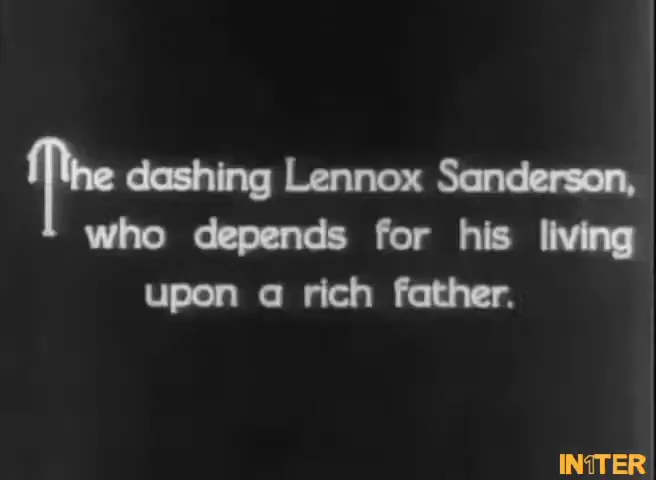 The dashing Lennox Sanderson,
who depends for his living
upon a rich father.
IN1TER